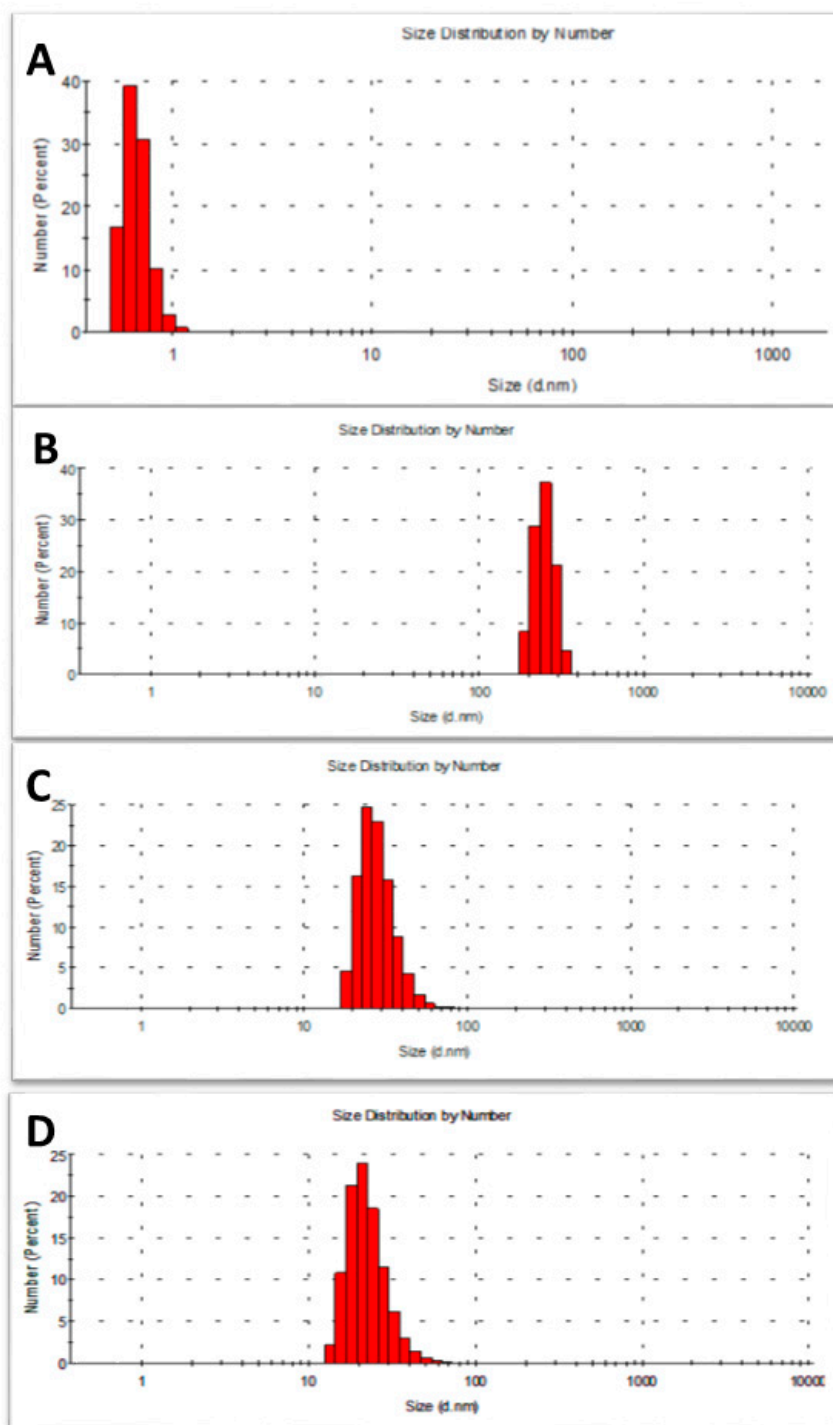 A
Size Distribution by Number
Number (Percent)
40
30
20
10
0
1 10 100 1000
Size (d.nm)
B
Size Distribution by Number
Number (Percent)
40
30
20
10
0
1 10 100 1000 10000
Size (d.nm)
C
Size Distribution by Number
Number (Percent)
25
20
15
10
5
0
1 10 100 1000 10000
Size (d.nm)
D
Size Distribution by Number
Number (Percent)
25
20
15
10
5
0
1 10 100 1000 10000
Size (d.nm)